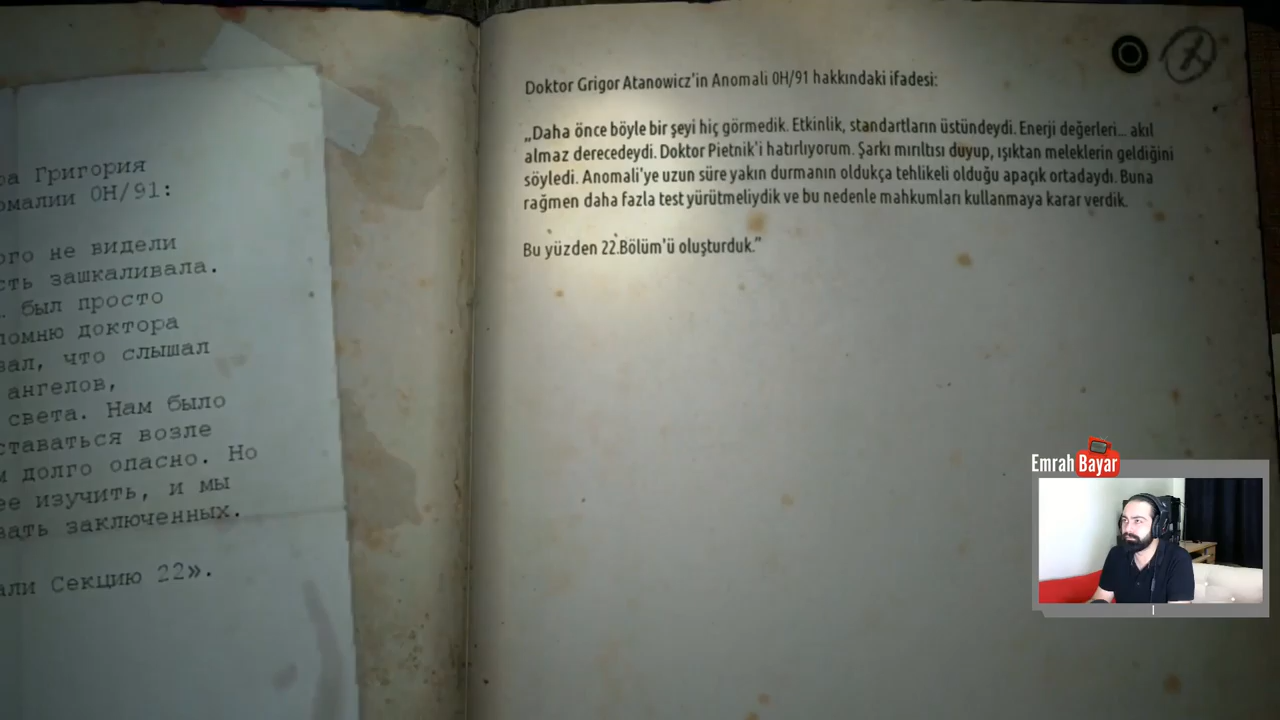 ра Григория
омалии 0H/91:
ого не видели
сть зашкаливала.
. был просто
помню доктора
вал, что слышал
ангелов,
света. Нам было
ставаться возле
м долго опасно. Но
ее изучить, и мы
вать заключенных.
али Секцию 22».
Doktor Grigor Atanowicz'in Anomali 0H/91 hakkındaki ifadesi:
„Daha önce böyle bir şeyi hiç görmedik. Etkinlik, standartların üstündeydi. Enerji değerleri... akıl
almaz derecedeydi. Doktor Pietnik'i hatırlıyorum. Şarkı mırıltısı duyup, ışıktan meleklerin geldiğini
söyledi. Anomali'ye uzun süre yakın durmanın oldukça tehlikeli olduğu apaçık ortadaydı. Buna
rağmen daha fazla test yürütmeliydik ve bu nedenle mahkumları kullanmaya karar verdik.
Bu yüzden 22.Bölüm'ü oluşturduk.”
Emrah Bayar